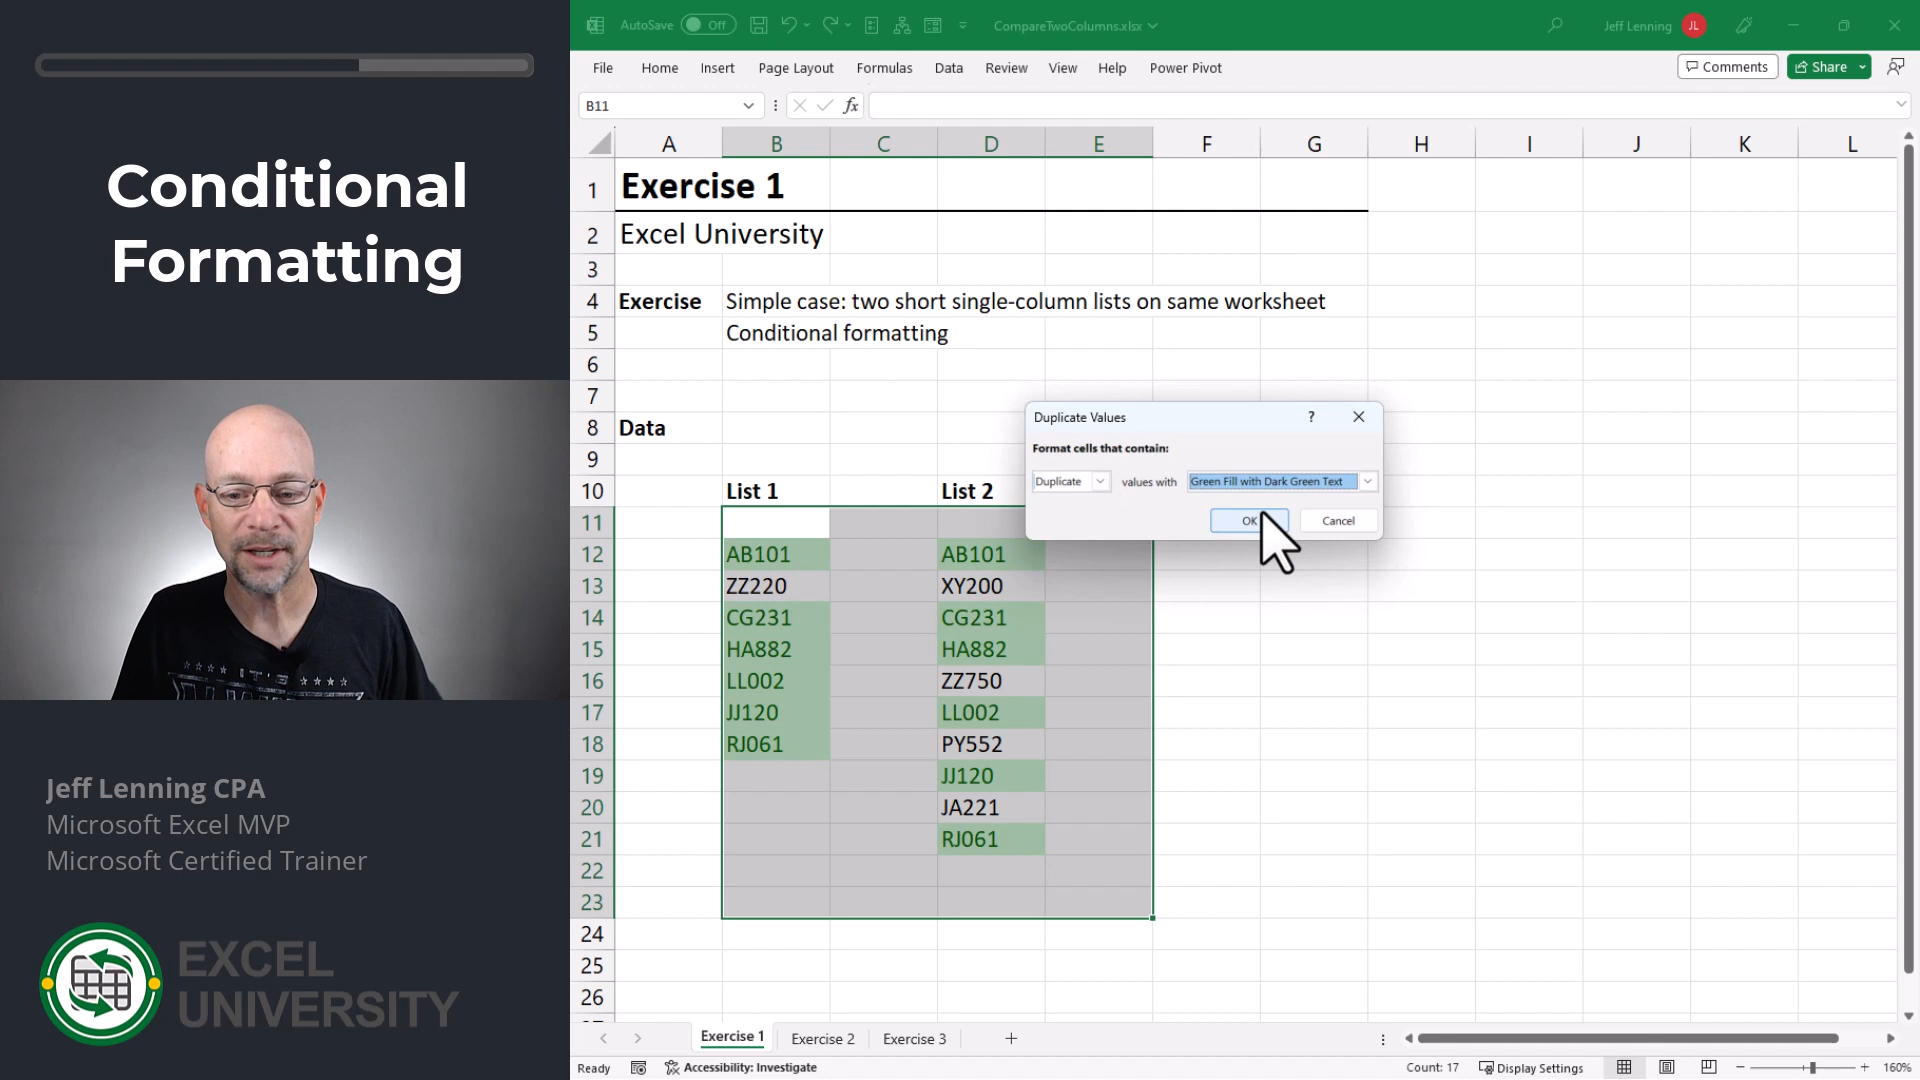 Conditional
Formatting
IT'S
Jeff Lenning CPA
Microsoft Excel MVP
Microsoft Certified Trainer
EXCEL
UNIVERSITY
AutoSave Off
CompareTwoColumns.xlsx
Jeff Lenning JL
File Home Insert Page Layout Formulas Data Review View Help Power Pivot
Comments Share
B11 fx
A B C D E F G H I J K L
1 Exercise 1
2 Excel University
3
4 Exercise Simple case: two short single-column lists on same worksheet
5 Conditional formatting
6
7
8 Data
9
10 List 1 List 2
11
12 AB101 AB101
13 ZZ220 XY200
14 CG231 CG231
15 HA882 HA882
16 LL002 ZZ750
17 JJ120 LL002
18 RJ061 PY552
19 JJ120
20 JA221
21 RJ061
22
23
24
25
26
Duplicate Values ?
Format cells that contain:
Duplicate values with Green Fill with Dark Green Text
OK Cancel
Exercise 1 Exercise 2 Exercise 3
Ready Accessibility: Investigate Count: 17 Display Settings 160%